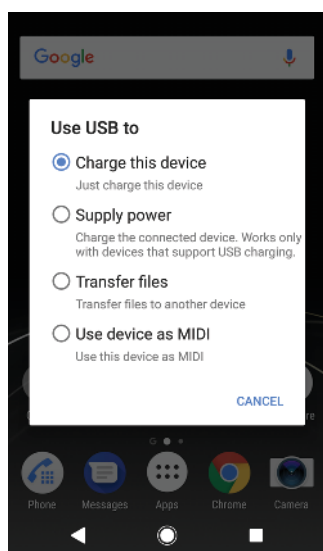 Google
Use USB to
Charge this device
Just charge this device
Supply power
Charge the connected device. Works only
with devices that support USB charging.
Transfer files
Transfer files to another device
Use device as MIDI
Use this device as MIDI
CANCEL
G
Phone Messages Apps Chrome Camera